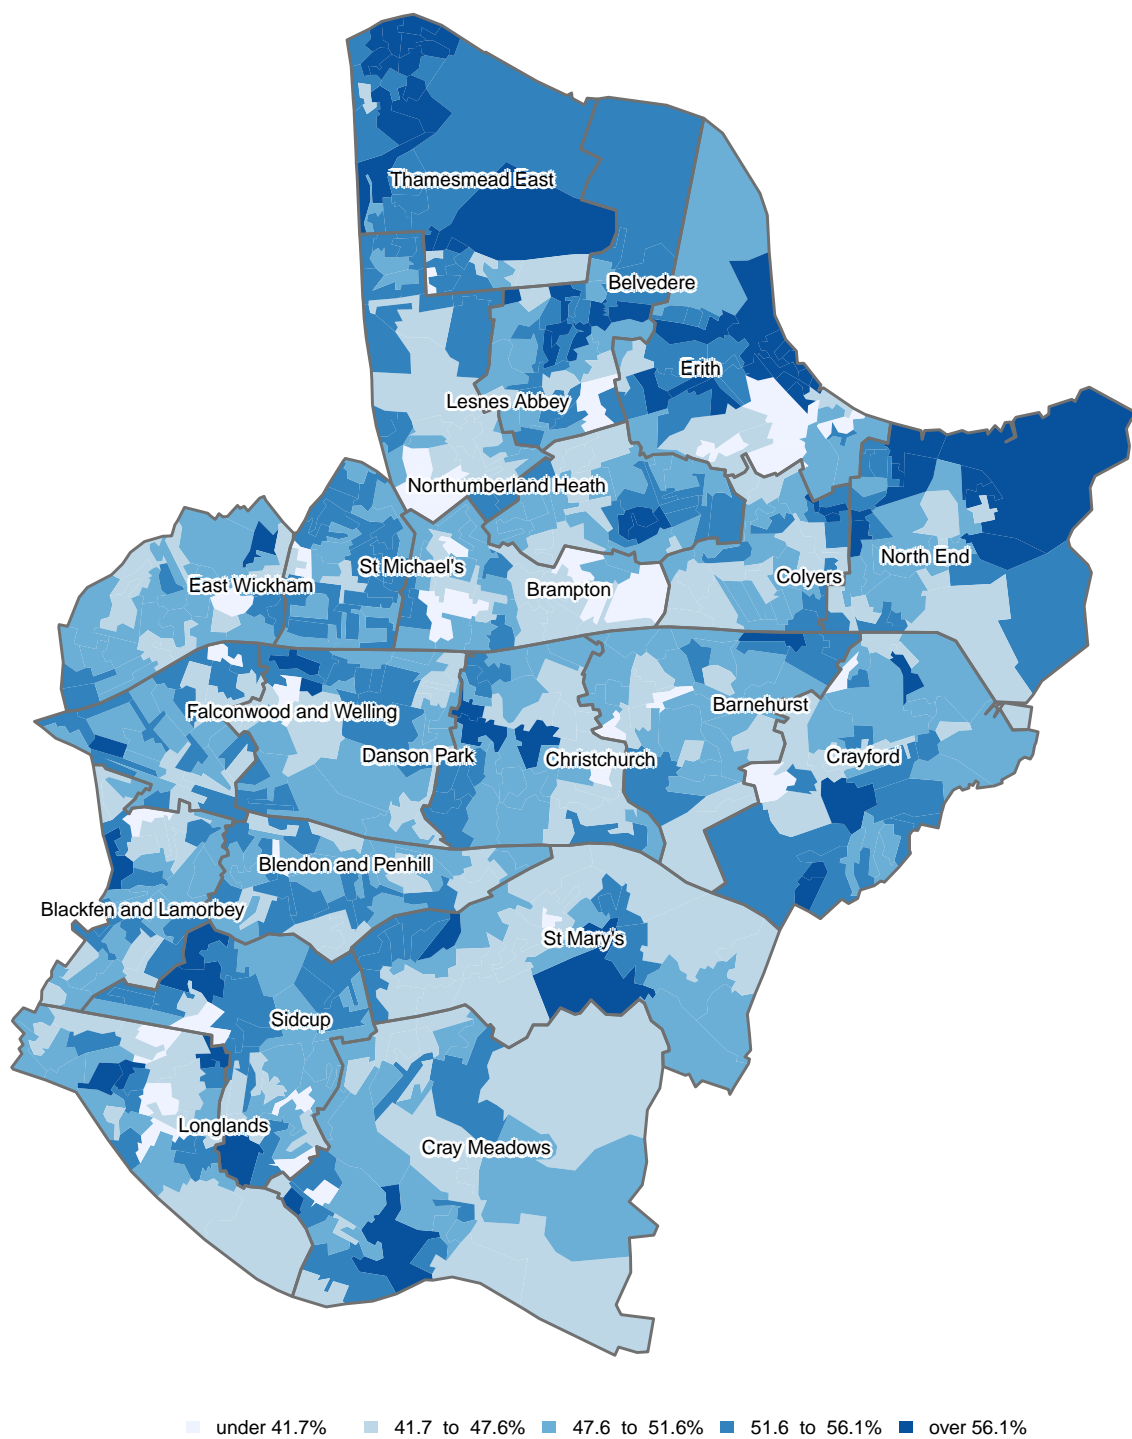 Thamesmead East
Belvedere
Erith
Lesnes Abbey
Northumberland Heath
North End
St Michael's
Colyers
East Wickham
Brampton
Barnehurst
Falconwood and Welling
Danson Park
Christchurch
Crayford
Blendon and Penhill
Blackfen and Lamorbey
St Mary's
Sidcup
Longlands
Cray Meadows
under 41.7% 41.7 to 47.6% 47.6 to 51.6% 51.6 to 56.1% over 56.1%